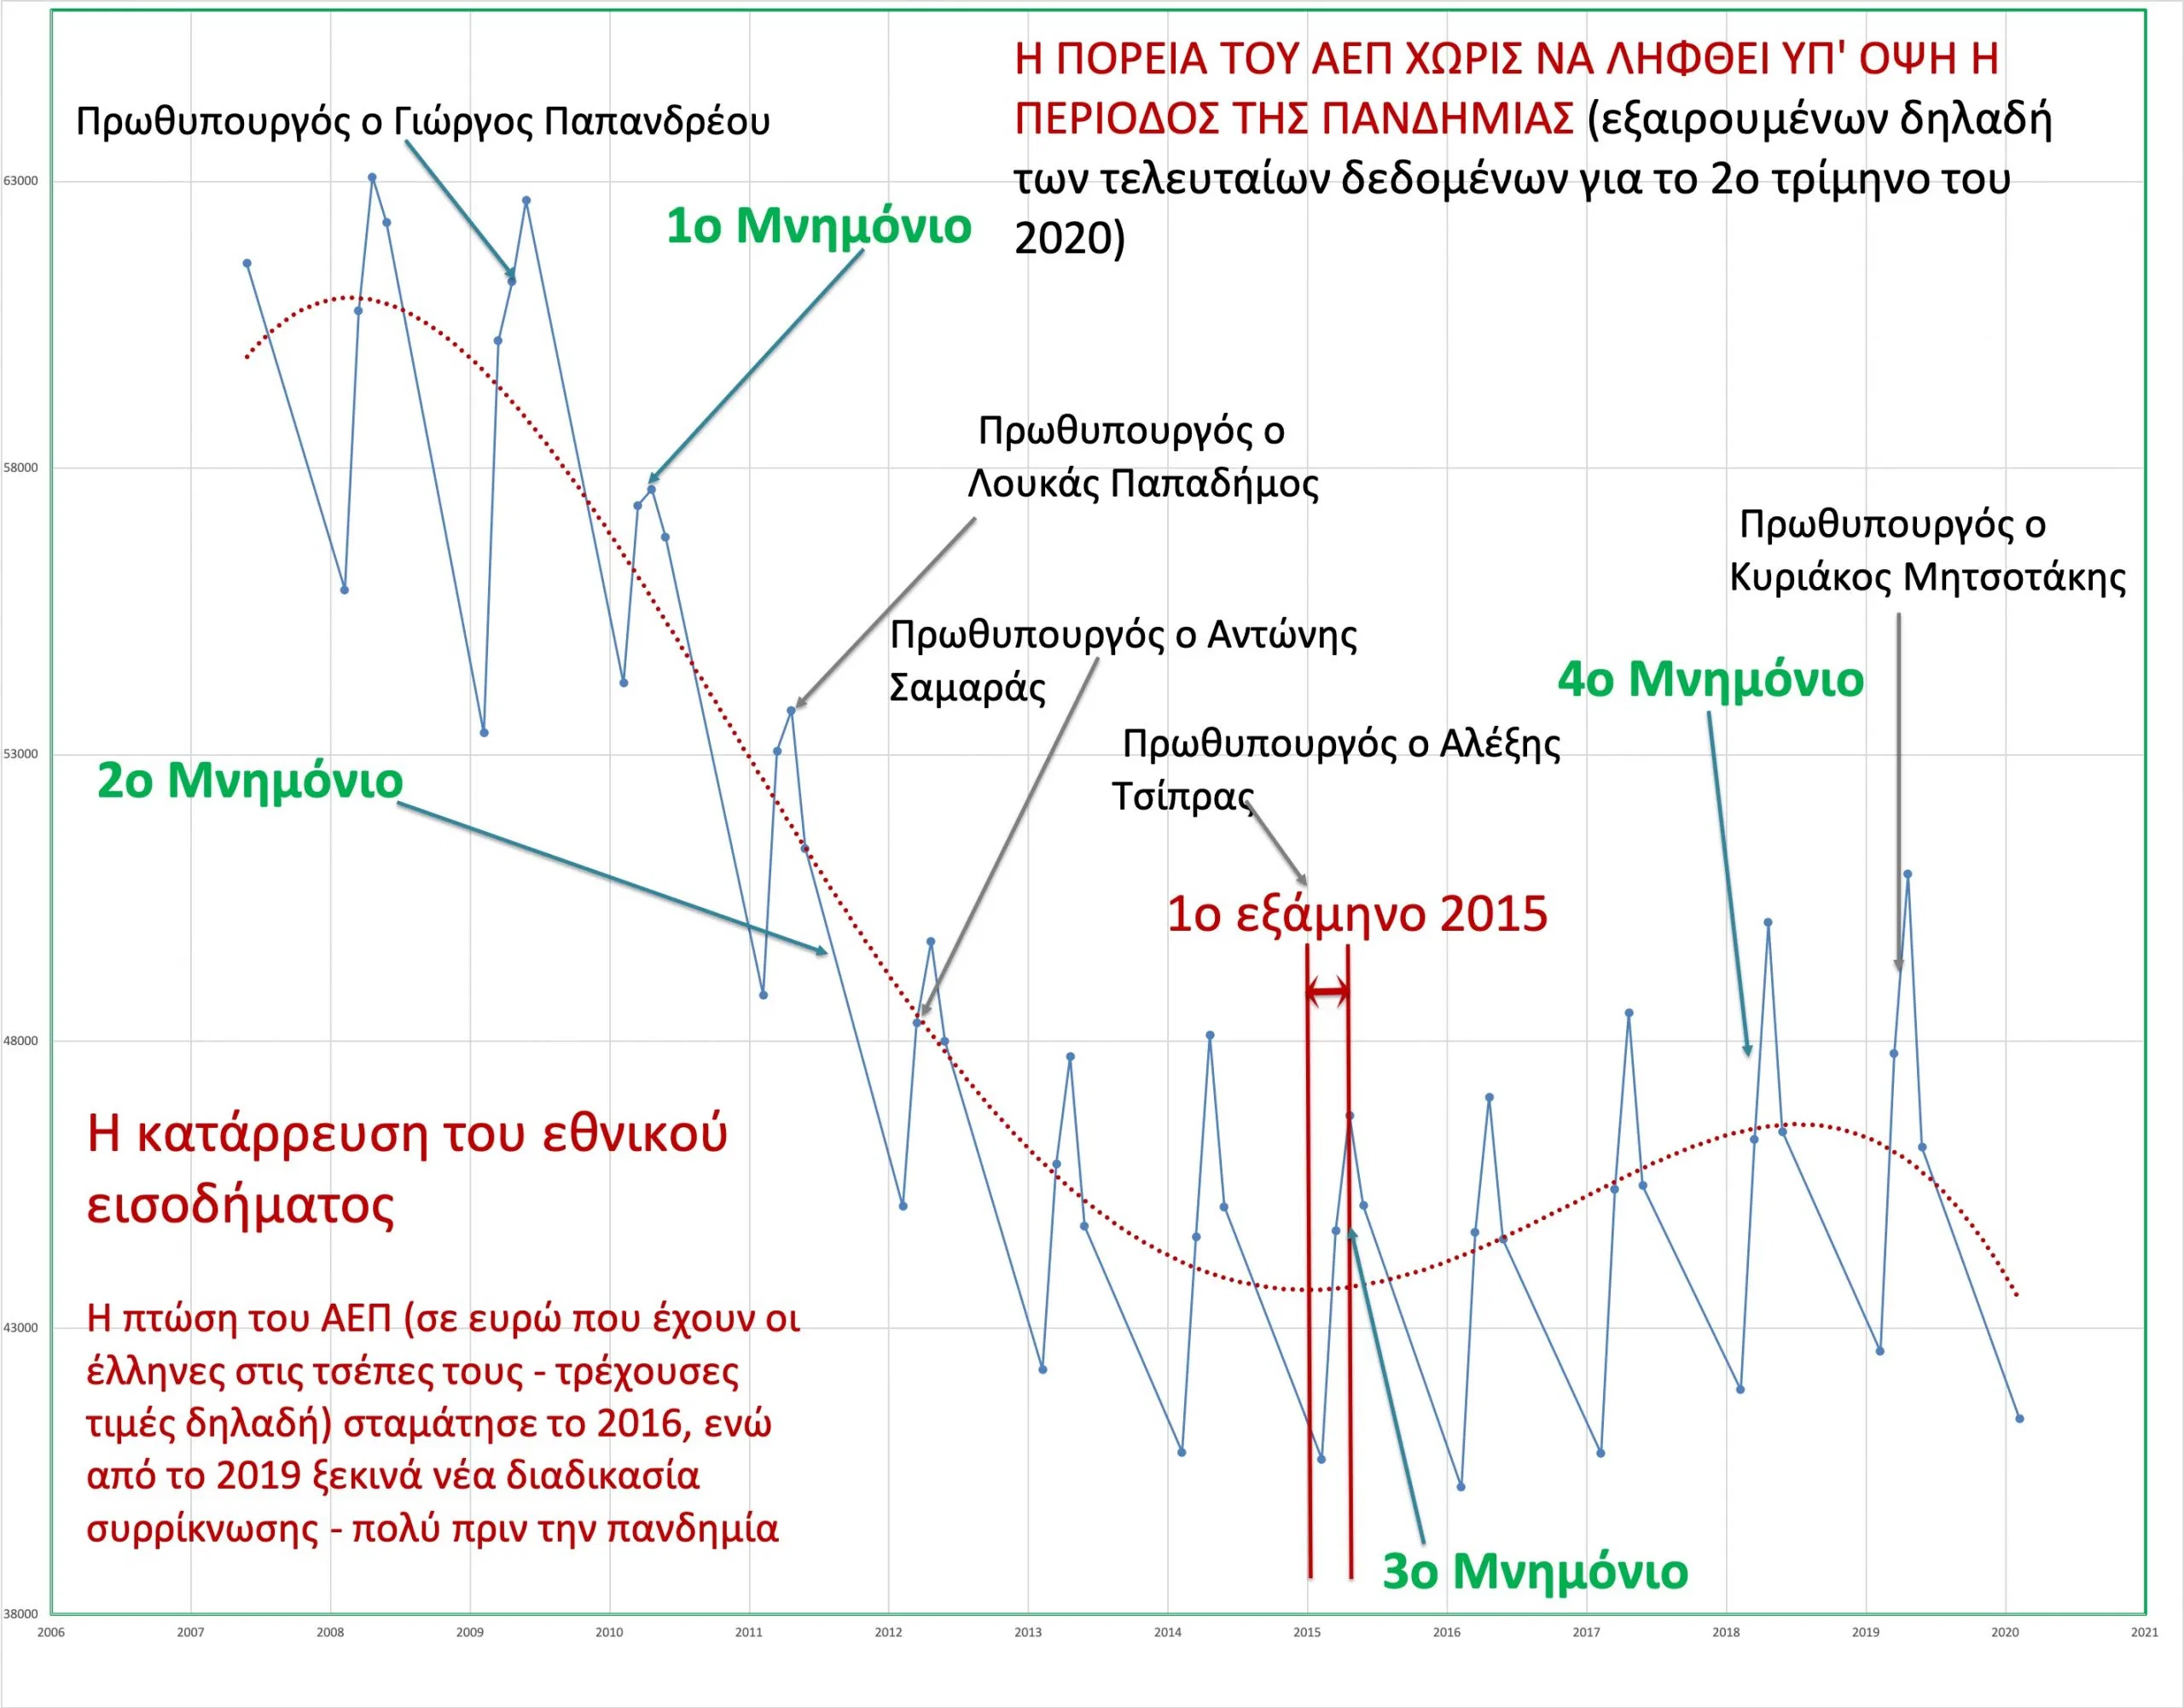 Η ΠΟΡΕΙΑ ΤΟΥ ΑΕΠ ΧΩΡΙΣ ΝΑ ΛΗΦΘΕΙ ΥΠ' ΟΨΗ Η
ΠΕΡΙΟΔΟΣ ΤΗΣ ΠΑΝΔΗΜΙΑΣ (εξαιρουμένων δηλαδή
των τελευταίων δεδομένων για το 2ο τρίμηνο του
2020)
Πρωθυπουργός ο Γιώργος Παπανδρέου
1ο Μνημόνιο
Πρωθυπουργός ο
Λουκάς Παπαδήμος
Πρωθυπουργός ο
Κυριάκος Μητσοτάκης
Πρωθυπουργός ο Αντώνης
Σαμαράς
4ο Μνημόνιο
Πρωθυπουργός ο Αλέξης
Τσίπρας
2ο Μνημόνιο
1ο εξάμηνο 2015
Η κατάρρευση του εθνικού
εισοδήματος
Η πτώση του ΑΕΠ (σε ευρώ που έχουν οι
έλληνες στις τσέπες τους - τρέχουσες
τιμές δηλαδή) σταμάτησε το 2016, ενώ
από το 2019 ξεκινά νέα διαδικασία
συρρίκνωσης - πολύ πριν την πανδημία
3ο Μνημόνιο
63000
58000
53000
48000
43000
38000
2006 2007 2008 2009 2010 2011 2012 2013 2014 2015 2016 2017 2018 2019 2020 2021